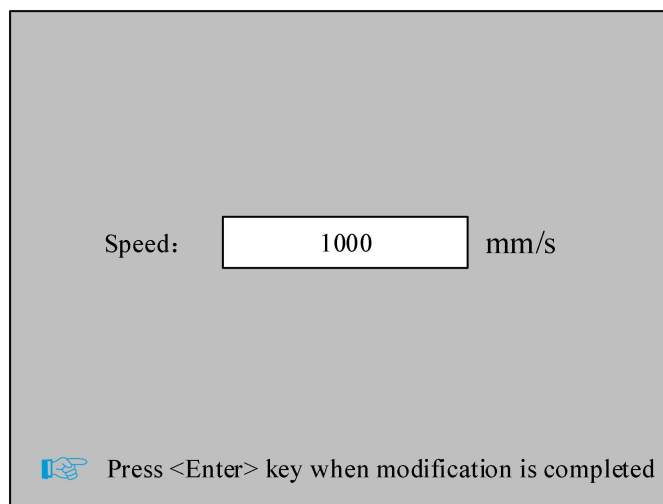 Speed： 1000 mm/s
Press <Enter> key when modification is completed